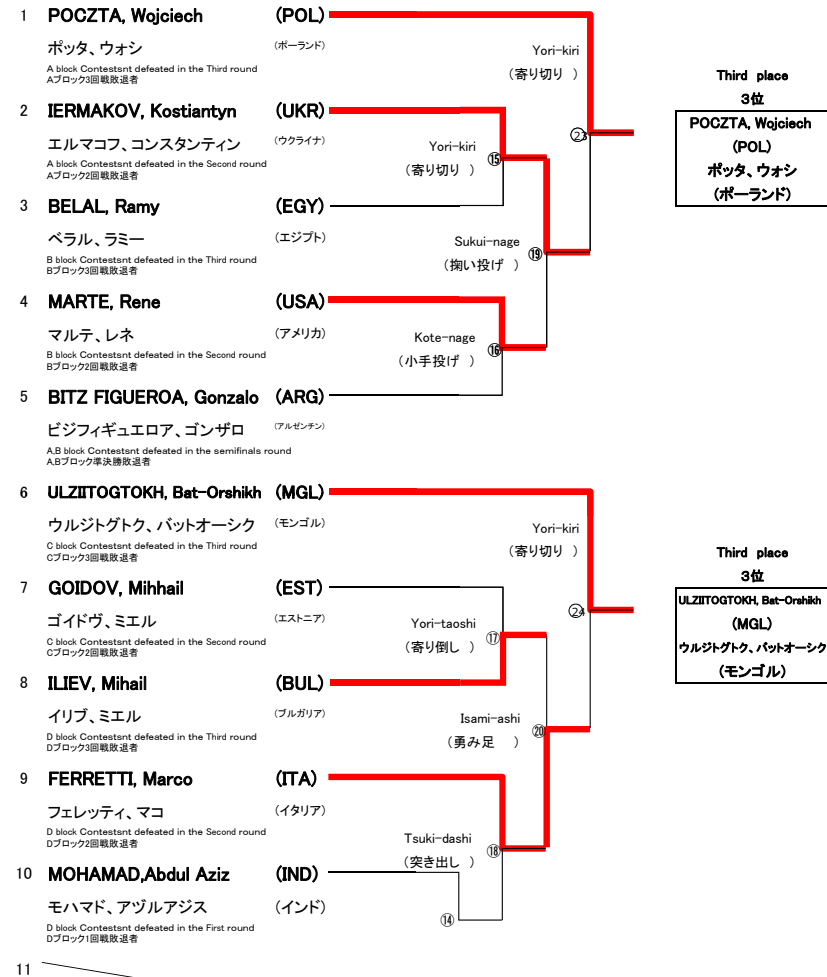 1 POCZTA, Wojciech (POL)
ポッタ、ウォシ (ポーランド)
A block Contestsnt defeated in the Third round
Aブロック3回戦敗退者
Yori-kiri
(寄り切り )
㉓
Third place
3位
POCZTA, Wojciech
(POL)
ポッタ、ウォシ
(ポーランド)
2 IERMAKOV, Kostiantyn (UKR)
エルマコフ、コンスタンティン (ウクライナ)
A block Contestsnt defeated in the Second round
Aブロック2回戦敗退者
Yori-kiri
(寄り切り )
⑮
3 BELAL, Ramy (EGY)
ベラル、ラミー (エジプト)
B block Contestsnt defeated in the Third round
Bブロック3回戦敗退者
Sukui-nage
(掬い投げ )
⑲
4 MARTE, Rene (USA)
マルテ、レネ (アメリカ)
B block Contestsnt defeated in the Second round
Bブロック2回戦敗退者
Kote-nage
(小手投げ )
⑯
5 BITZ FIGUEROA, Gonzalo (ARG)
ビジフィギュエロア、ゴンザロ (アルゼンチン)
A,B block Contestsnt defeated in the semifinals round
A,Bブロック準決勝敗退者
6 ULZIITOGTOKH, Bat-Orshikh (MGL)
ウルジトグトク、バットオーシク (モンゴル)
C block Contestsnt defeated in the Third round
Cブロック3回戦敗退者
Yori-kiri
(寄り切り )
㉔
Third place
3位
ULZIITOGTOKH, Bat-Orshikh
(MGL)
ウルジトグトク、バットオーシク
(モンゴル)
7 GOIDOV, Mihhail (EST)
ゴイドヴ、ミエル (エストニア)
C block Contestsnt defeated in the Second round
Cブロック2回戦敗退者
Yori-taoshi
(寄り倒し )
⑰
8 ILIEV, Mihail (BUL)
イリブ、ミエル (ブルガリア)
D block Contestsnt defeated in the Third round
Dブロック3回戦敗退者
Isami-ashi
(勇み足 )
⑳
9 FERRETTI, Marco (ITA)
フェレッティ、マコ (イタリア)
D block Contestsnt defeated in the Second round
Dブロック2回戦敗退者
Tsuki-dashi
(突き出し )
⑱
10 MOHAMAD,Abdul Aziz (IND)
モハマド、アヅルアジス (インド)
D block Contestsnt defeated in the First round
Dブロック1回戦敗退者
⑭
11